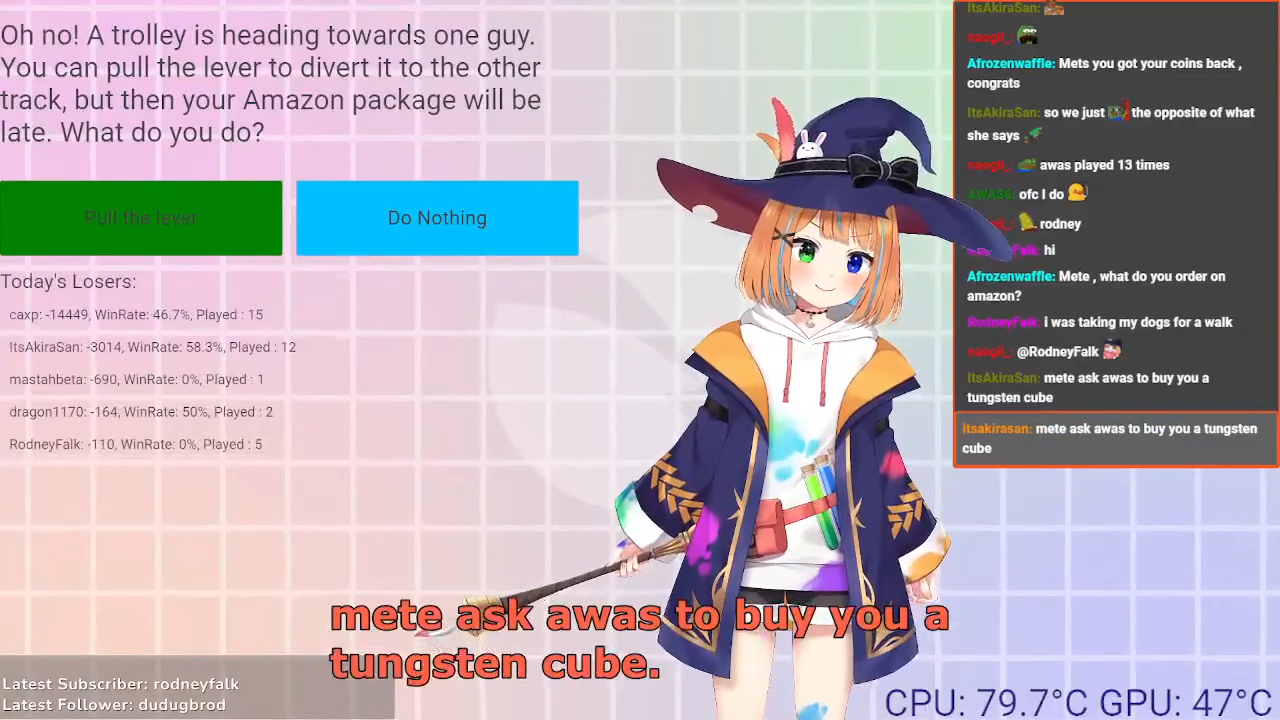 Oh no! A trolley is heading towards one guy.
You can pull the lever to divert it to the other
track, but then your Amazon package will be
late. What do you do?
Pull the lever
Do Nothing
Today's Losers:
caxp: -14449, WinRate: 46.7%, Played : 15
ItsAkiraSan: -3014, WinRate: 58.3%, Played : 12
mastahbeta: -690, WinRate: 0%, Played : 1
dragon1170: -164, WinRate: 50%, Played : 2
RodneyFalk: -110, WinRate: 0%, Played : 5
ItsAkiraSan:
Afrozenwaffle: Mets you got your coins back ,
congrats
ItsAkiraSan: so we just the opposite of what
she says
awas played 13 times
ofc I do
rodney
hi
Afrozenwaffle: Mete , what do you order on
amazon?
RodneyFalk: i was taking my dogs for a walk
@RodneyFalk
ItsAkiraSan: mete ask awas to buy you a
tungsten cube
itsakirasan: mete ask awas to buy you a tungsten
cube
mete ask awas to buy you a
tungsten cube.
Latest Subscriber: rodneyfalk
Latest Follower: dudugbrod
CPU: 79.7°C GPU: 47°C